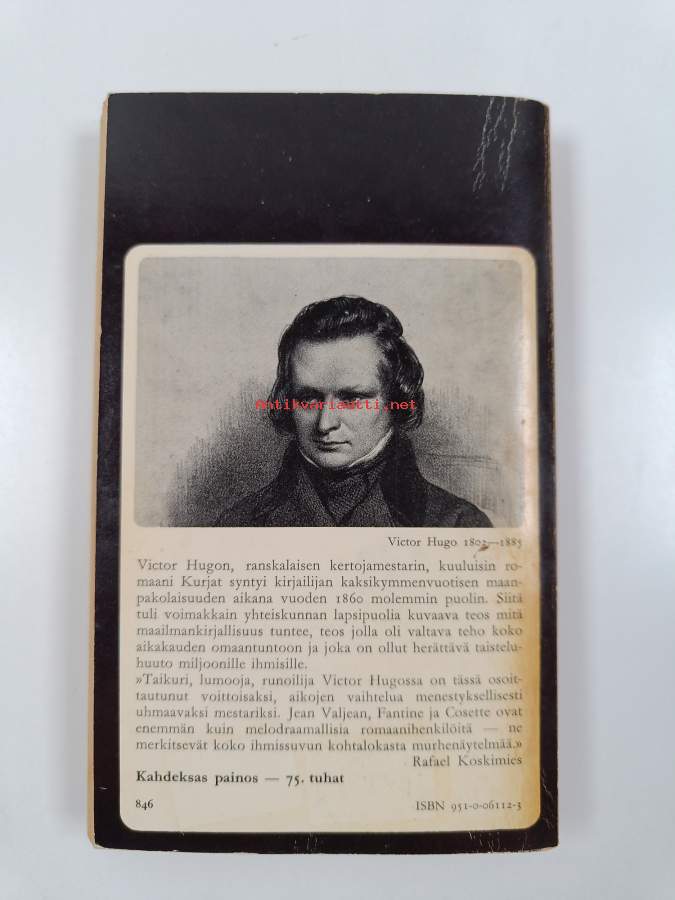 Antikvariaatti.net
Victor Hugo 1802—1885
Victor Hugon, ranskalaisen kertojamestarin, kuuluisin ro-
maani Kurjat syntyi kirjailijan kaksikymmenvuotisen maan-
pakolaisuuden aikana vuoden 1860 molemmin puolin. Siitä
tuli voimakkain yhteiskunnan lapsipuolia kuvaava teos mitä
maailmankirjallisuus tuntee, teos jolla oli valtava teho koko
aikakauden omaantuntoon ja joka on ollut herättävä taistelu-
huuto miljoonille ihmisille.
»Taikuri, lumooja, runoilija Victor Hugossa on tässä osoit-
tautunut voittoisaksi, aikojen vaihtelua menestyksellisesti
uhmaavaksi mestariksi. Jean Valjean, Fantine ja Cosette ovat
enemmän kuin melodraamallisia romaanihenkilöitä — ne
merkitsevät koko ihmissuvun kohtalokasta murhenäytelmää.»
Rafael Koskimies
Kahdeksas painos — 75. tuhat
846
ISBN 951-0-06112-3